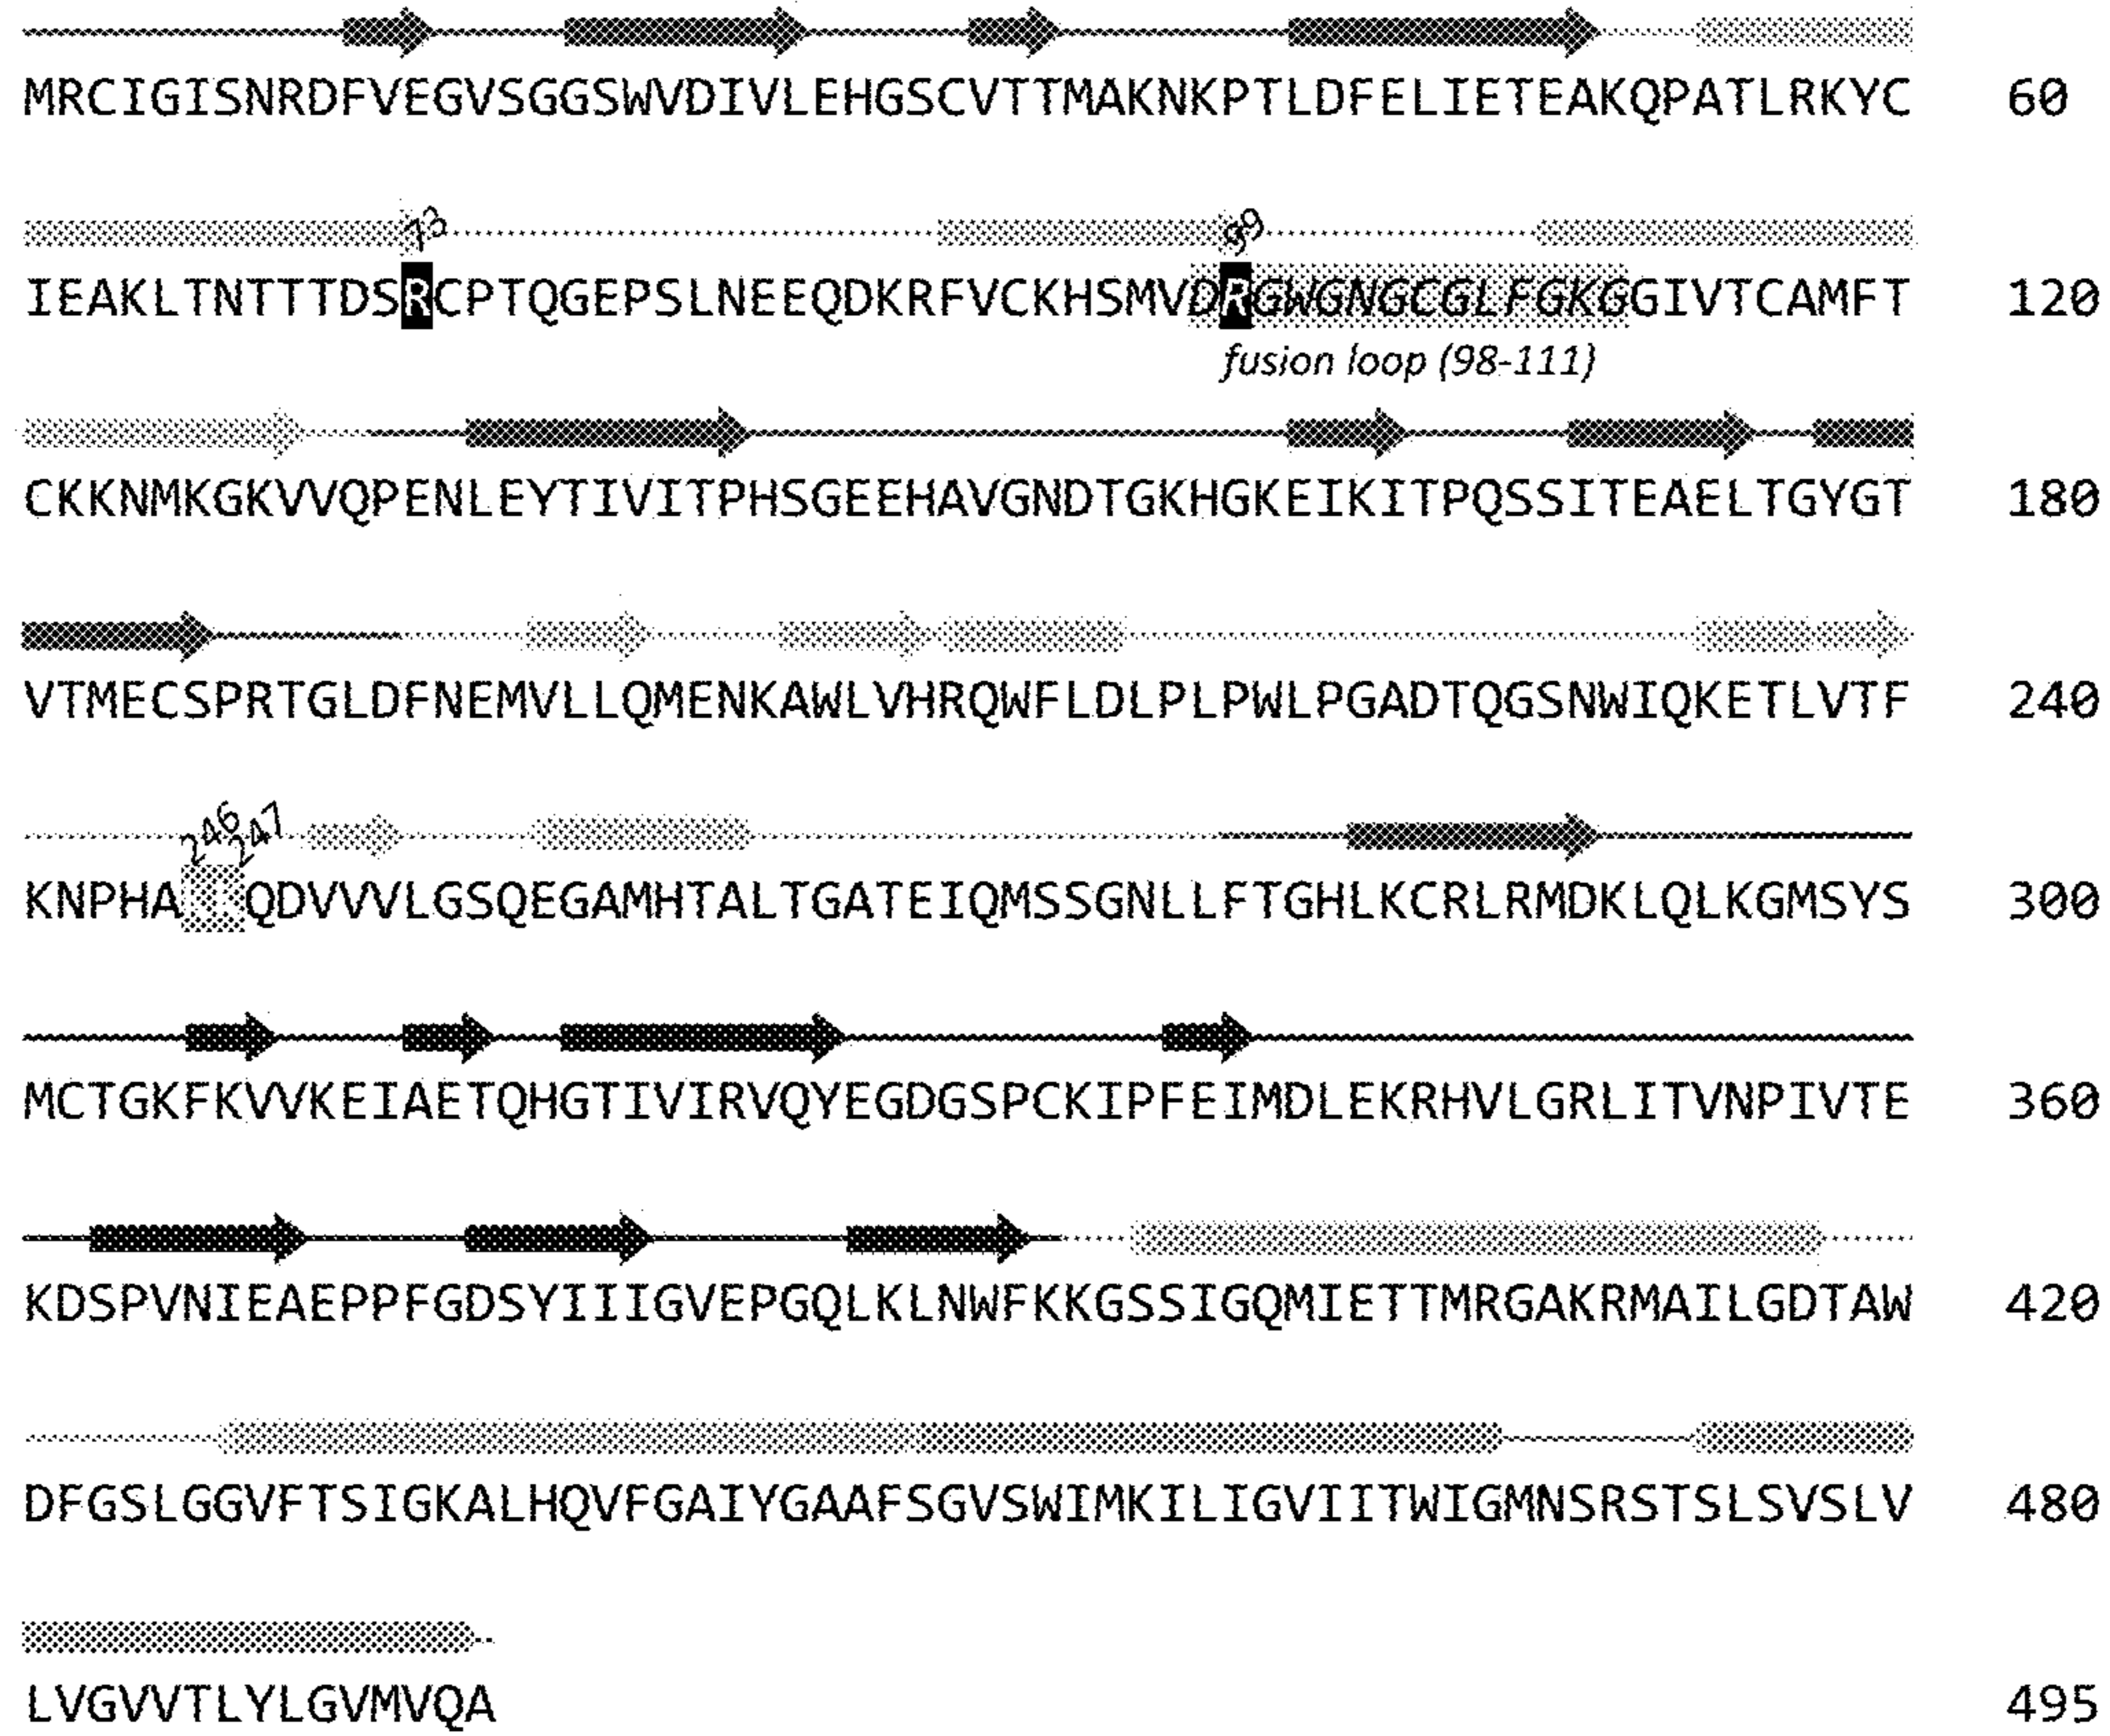 MRCIGISNRDFVEGVSGGSWVDIVLEHGSCVTTMAKNKPTLDFELIETEAKQPATLRKYC 60
73 99
IEAKLTNTTTDSRCPTQGEPSLNEEQDKRFVCKHSMVDRGWGNGCGLFGKGGIVTCAMFT 120
fusion loop (98-111)
CKKNMKGKVVQPENLEYTIVITPHSGEEHAVGNDTGKHGKEIKITPQSSITEAELTGYGT 180
VTMECSPRTGLDFNEMVLLQMENKAWLVHRQWFLDLPLPWLPGADTQGSNWIQKETLVTF 240
246 247
KNPHA QDVVVLGSQEGAMHTALTGATEIQMSSGNLLFTGHLKCRLRMDKLQLKGMSYS 300
MCTGKFKVVKEIAETQHGTIVIRVQYEGDGSPCKIPFEIMDLEKRHVLGRLITVNPIVTE 360
KDSPVNIEAEPPFGDSYIIIGVEPGQLKLNWFKKGSSIGQMIETTMRGAKRMAILGDTAW 420
DFGSLGGVFTSIGKALHQVFGAIYGAAFSGVSWIMKILIGVIITWIGMNSRSTSLSVSLV 480
LVGVVTLYLGVMVQA 495